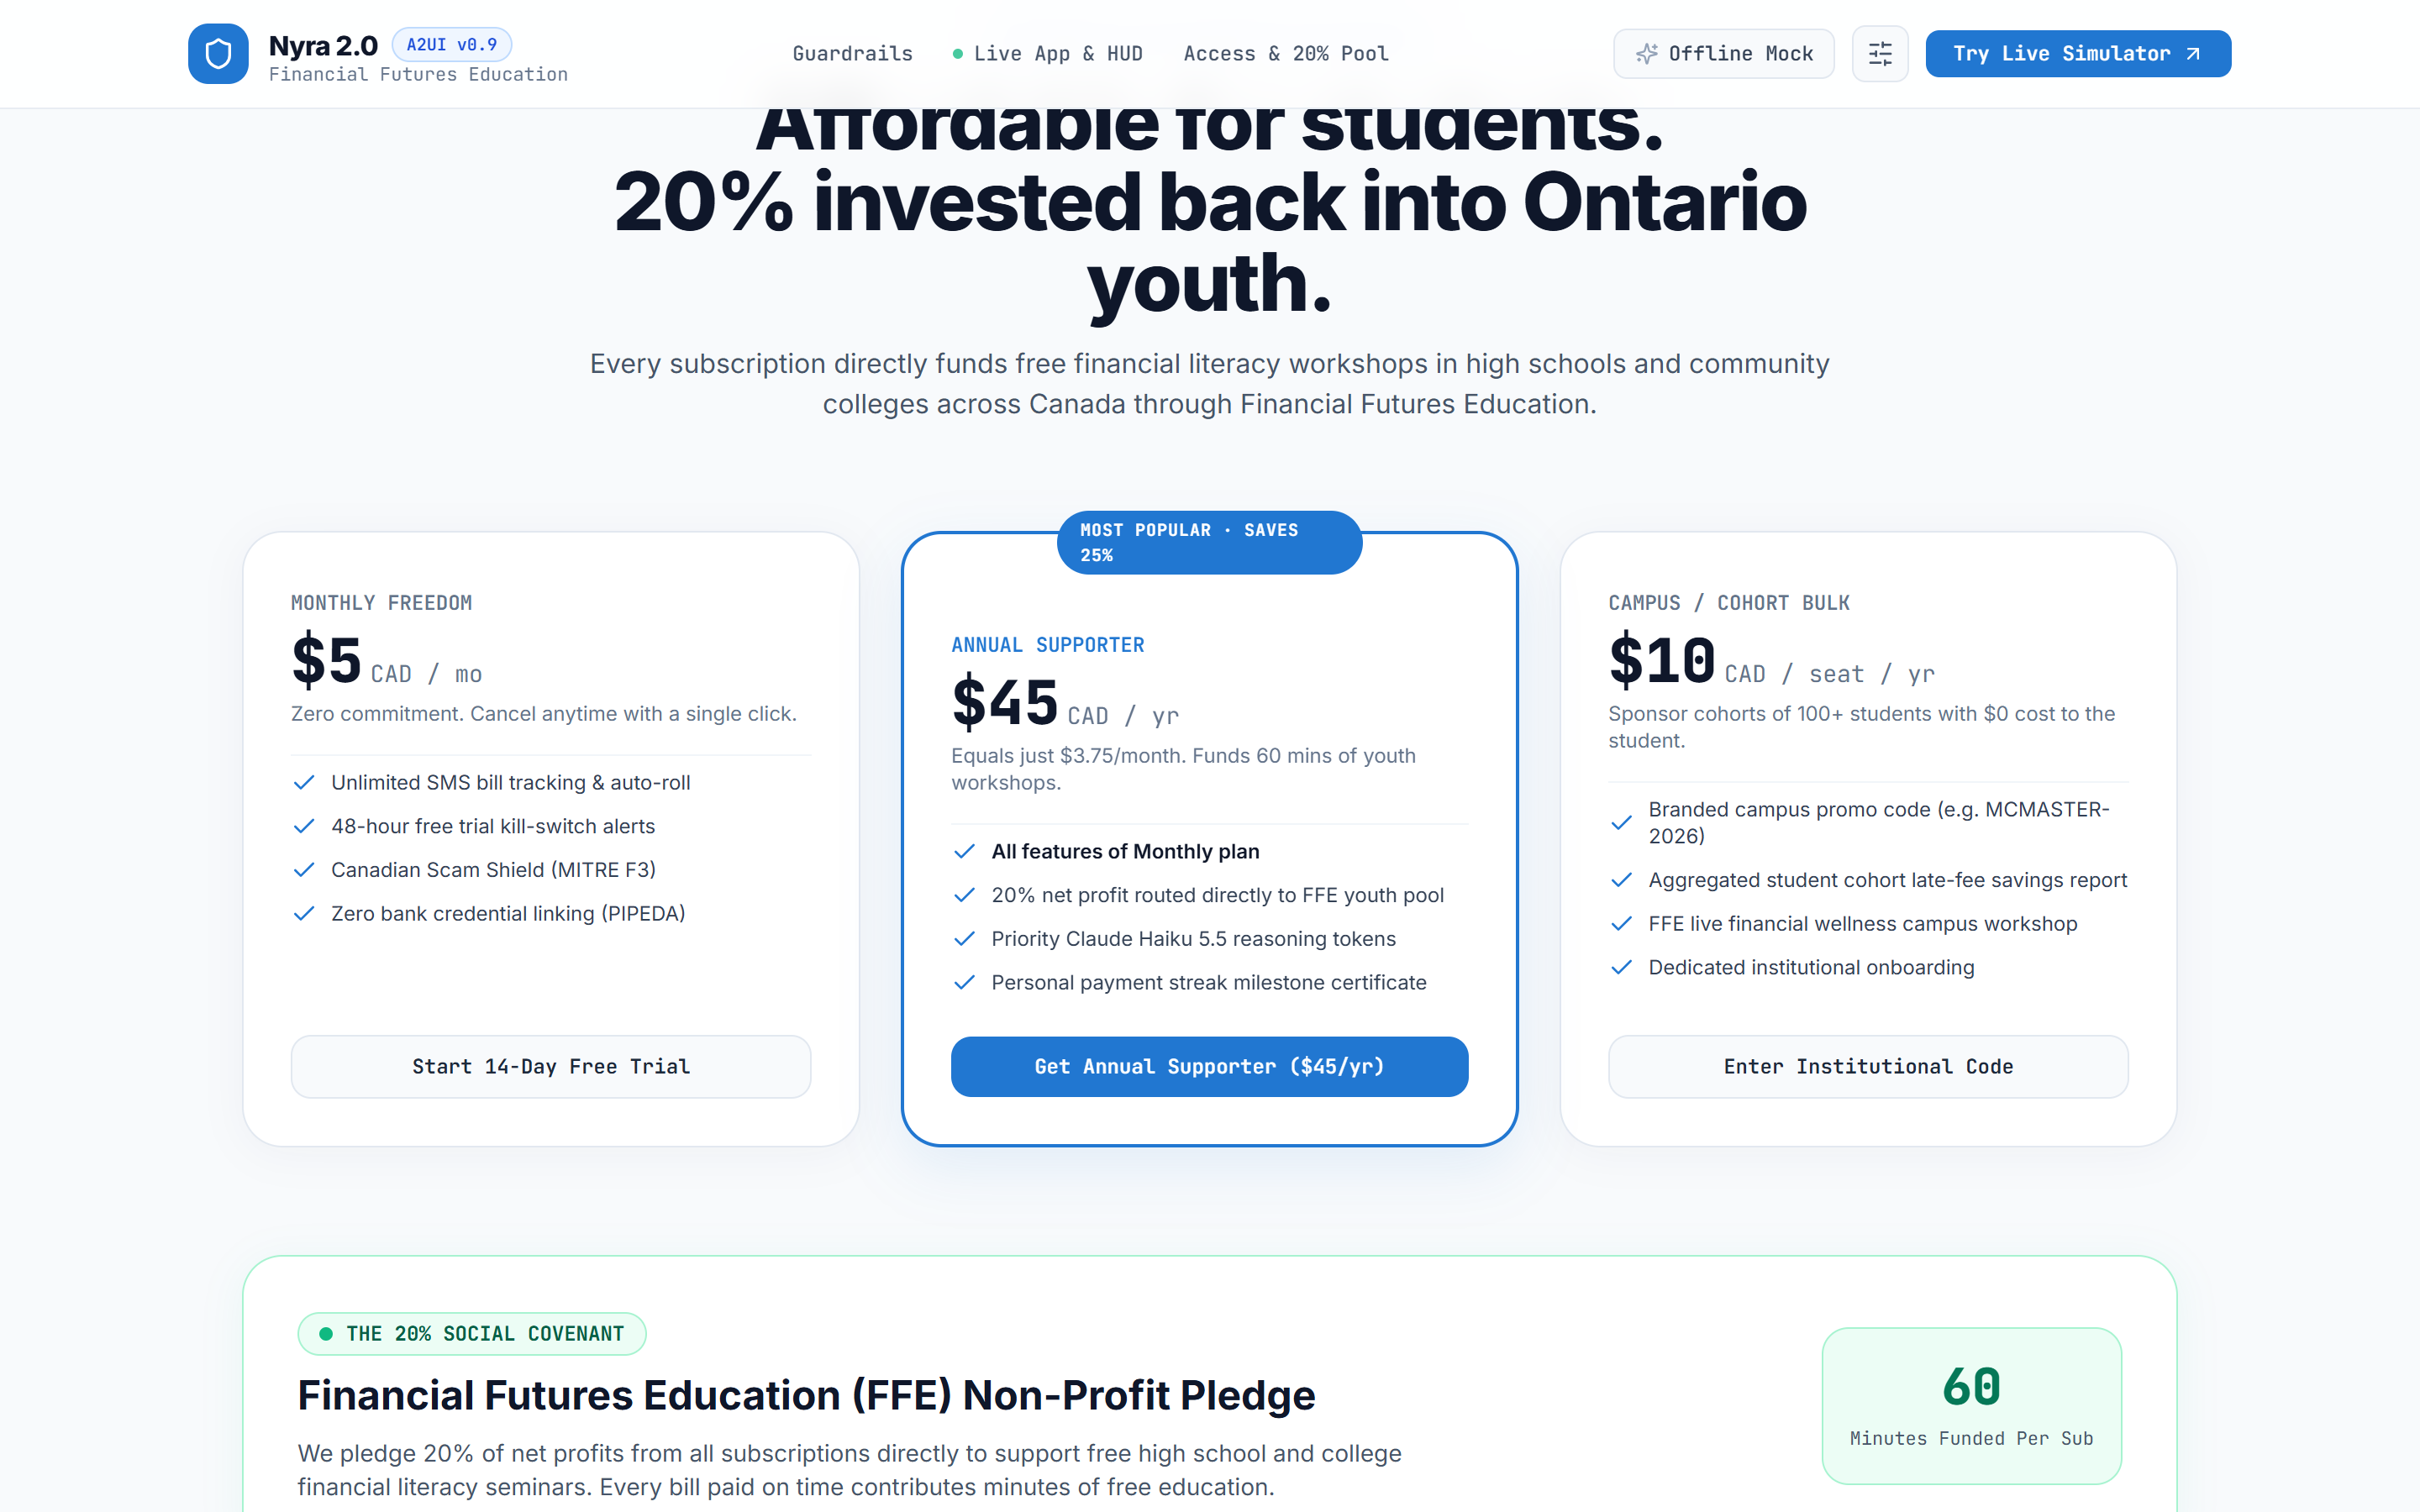 Nyra 2.0
A2UI v0.9
Financial Futures Education
Guardrails
Live App & HUD
Access & 20% Pool
Offline Mock
Try Live Simulator
Affordable for students.
20% invested back into Ontario
youth.
Every subscription directly funds free financial literacy workshops in high schools and community
colleges across Canada through Financial Futures Education.
MONTHLY FREEDOM
$5 CAD / mo
Zero commitment. Cancel anytime with a single click.
Unlimited SMS bill tracking & auto-roll
48-hour free trial kill-switch alerts
Canadian Scam Shield (MITRE F3)
Zero bank credential linking (PIPEDA)
Start 14-Day Free Trial
MOST POPULAR · SAVES
25%
ANNUAL SUPPORTER
$45 CAD / yr
Equals just $3.75/month. Funds 60 mins of youth
workshops.
All features of Monthly plan
20% net profit routed directly to FFE youth pool
Priority Claude Haiku 5.5 reasoning tokens
Personal payment streak milestone certificate
Get Annual Supporter ($45/yr)
CAMPUS / COHORT BULK
$10 CAD / seat / yr
Sponsor cohorts of 100+ students with $0 cost to the
student.
Branded campus promo code (e.g. MCMASTER-
2026)
Aggregated student cohort late-fee savings report
FFE live financial wellness campus workshop
Dedicated institutional onboarding
Enter Institutional Code
THE 20% SOCIAL COVENANT
Financial Futures Education (FFE) Non-Profit Pledge
We pledge 20% of net profits from all subscriptions directly to support free high school and college
financial literacy seminars. Every bill paid on time contributes minutes of free education.
60
Minutes Funded Per Sub